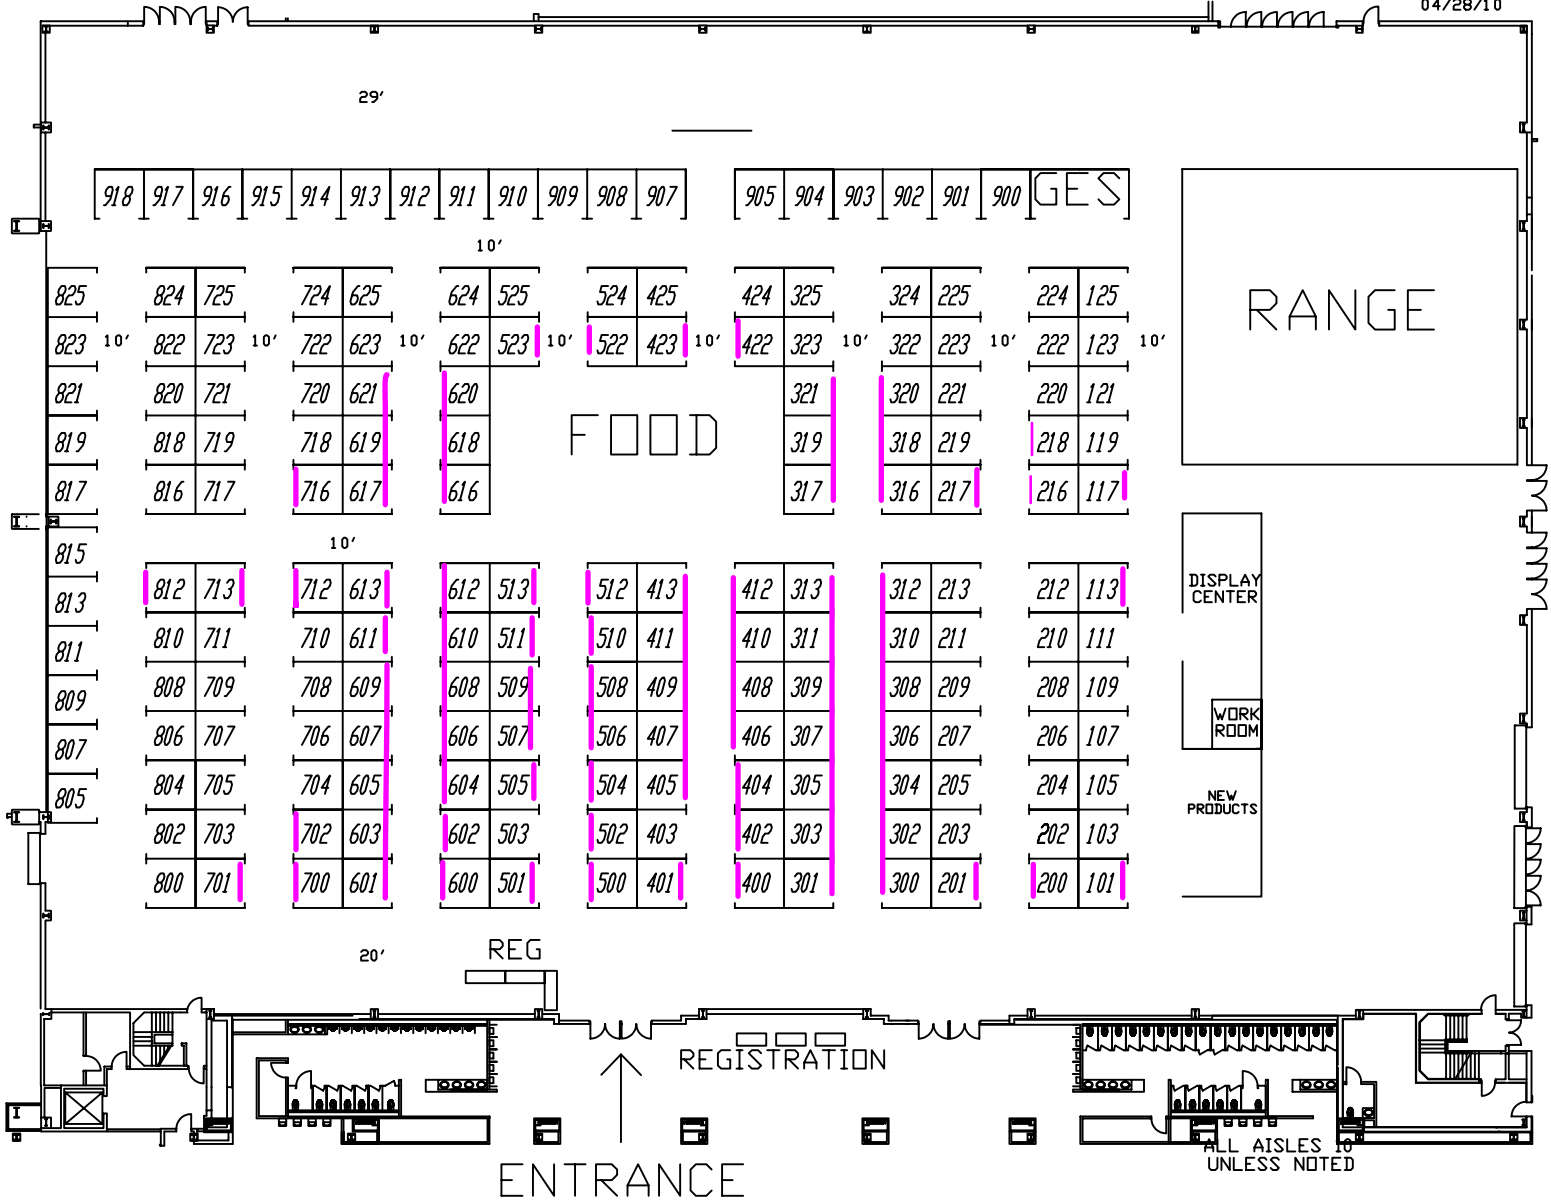 04/28/10
29'
918 917 916 915 914 913 912 911 910 909 908 907 905 904 903 902 901 900 GES
10'
825 824 725 724 625 624 525 524 425 424 325 324 225 224 125
RANGE
823 10' 822 723 10' 722 623 10' 622 523 10' 522 423 10' 422 323 10' 322 223 10' 222 123 10'
821 820 721 720 621 620 321 320 221 220 121
FOOD
819 818 719 718 619 618 319 318 219 218 119
817 816 717 716 617 616 317 316 217 216 117
10'
815
813 812 713 712 613 612 513 512 413 412 313 312 213 212 113
DISPLAY
CENTER
811 810 711 710 611 610 511 510 411 410 311 310 211 210 111
809 808 709 708 609 608 509 508 409 408 309 308 209 208 109
WORK
ROOM
807 806 707 706 607 606 507 506 407 406 307 306 207 206 107
805 804 705 704 605 604 505 504 405 404 305 304 205 204 105
NEW
PRODUCTS
802 703 702 603 602 503 502 403 402 303 302 203 202 103
800 701 700 601 600 501 500 401 400 301 300 201 200 101
20'
REG
REGISTRATION
ENTRANCE
ALL AISLES 10
UNLESS NOTED